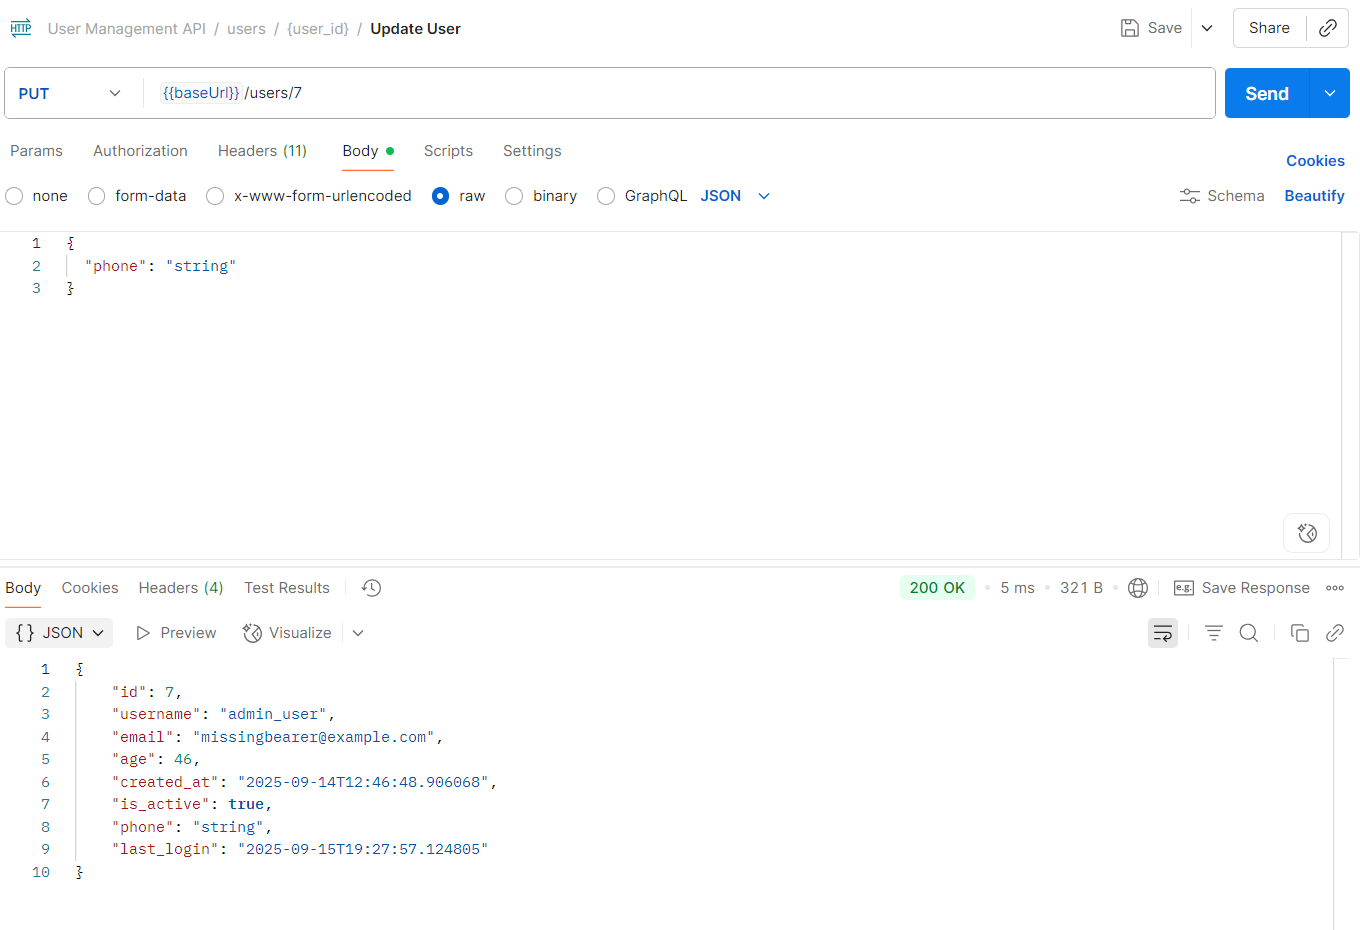 HTTP User Management API / users / {user_id} / Update User Save Share
PUT {{baseUrl}} /users/7 Send
Params Authorization Headers (11) Body Scripts Settings Cookies
none form-data x-www-form-urlencoded raw binary GraphQL JSON Schema Beautify
1 {
2 "phone": "string"
3 }
Body Cookies Headers (4) Test Results 200 OK 5 ms 321 B e.g. Save Response
{} JSON Preview Visualize
1 {
2 "id": 7,
3 "username": "admin_user",
4 "email": "missingbearer@example.com",
5 "age": 46,
6 "created_at": "2025-09-14T12:46:48.906068",
7 "is_active": true,
8 "phone": "string",
9 "last_login": "2025-09-15T19:27:57.124805"
10 }